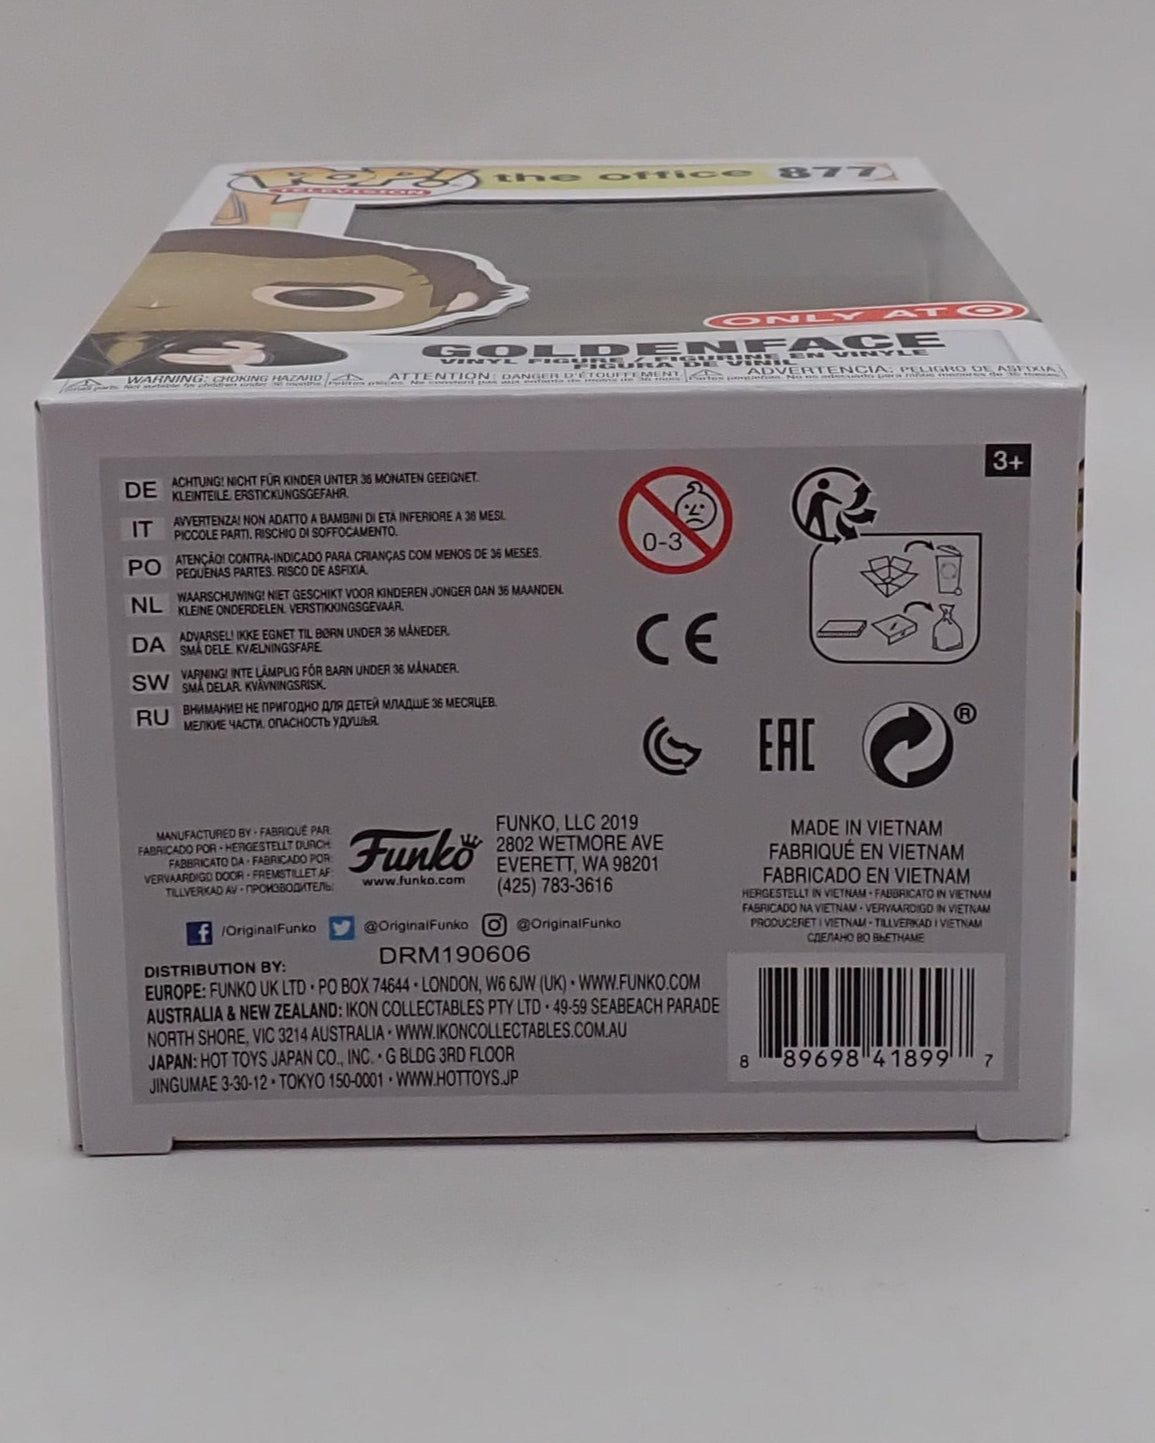 POP! the office 877
TELEVISION
ONLY AT
GOLDENFACE
VINYL FIGURE / FIGURINE EN VINYLE
FIGURA DE VINIL
WARNING: CHOKING HAZARD ATTENTION: DANGER D'ÉTOUFFEMENT ADVERTENCIA: PELIGRO DE ASFIXIA
3+
DE ACHTUNG! NICHT FÜR KINDER UNTER 36 MONATEN GEEIGNET.
KLEINTEILE. ERSTICKUNGSGEFAHR.
IT AVVERTENZA! NON ADATTO A BAMBINI DI ETÀ INFERIORE A 36 MESI.
PICCOLE PARTI. RISCHIO DI SOFFOCAMENTO.
PO ATENÇÃO! CONTRA-INDICADO PARA CRIANÇAS COM MENOS DE 36 MESES.
PEQUENAS PARTES. RISCO DE ASFIXIA.
NL WAARSCHUWING! NIET GESCHIKT VOOR KINDEREN JONGER DAN 36 MAANDEN.
KLEINE ONDERDELEN. VERSTIKKINGSGEVAAR.
DA ADVARSEL! IKKE EGNET TIL BØRN UNDER 36 MÅNEDER.
SMÅ DELE. KVÆLNINGSFARE.
SW VARNING! INTE LÄMPLIG FÖR BARN UNDER 36 MÅNADER.
SMÅ DELAR. KVÄVNINGSRISK.
RU ВНИМАНИЕ! НЕ ПРИГОДНО ДЛЯ ДЕТЕЙ МЛАДШЕ 36 МЕСЯЦЕВ.
МЕЛКИЕ ЧАСТИ. ОПАСНОСТЬ УДУШЬЯ.
0-3
CE
EAC
®
MANUFACTURED BY • FABRIQUÉ PAR:
FABRICADO POR • HERGESTELLT DURCH:
FABBRICATO DA • FABRICADO POR:
VERVAARDIGD DOOR • FREMSTILLET AF:
TILLVERKAD AV • ПРОИЗВОДИТЕЛЬ:
Funko
www.funko.com
FUNKO, LLC 2019
2802 WETMORE AVE
EVERETT, WA 98201
(425) 783-3616
MADE IN VIETNAM
FABRIQUÉ EN VIETNAM
FABRICADO EN VIETNAM
HERGESTELLT IN VIETNAM • FABBRICATO IN VIETNAM
FABRICADO NA VIETNAM • VERVAARDIGD IN VIETNAM
PRODUCERET I VIETNAM • TILLVERKAD I VIETNAM
СДЕЛАНО ВО ВЬЕТНАМЕ
/OriginalFunko @OriginalFunko @OriginalFunko
DRM190606
DISTRIBUTION BY:
EUROPE: FUNKO UK LTD • PO BOX 74644 • LONDON, W6 6JW (UK) • WWW.FUNKO.COM
AUSTRALIA & NEW ZEALAND: IKON COLLECTABLES PTY LTD • 49-59 SEABEACH PARADE
NORTH SHORE, VIC 3214 AUSTRALIA • WWW.IKONCOLLECTABLES.COM.AU
JAPAN: HOT TOYS JAPAN CO., INC. • G BLDG 3RD FLOOR
JINGUMAE 3-30-12 • TOKYO 150-0001 • WWW.HOTTOYS.JP
8 89698 41899 7